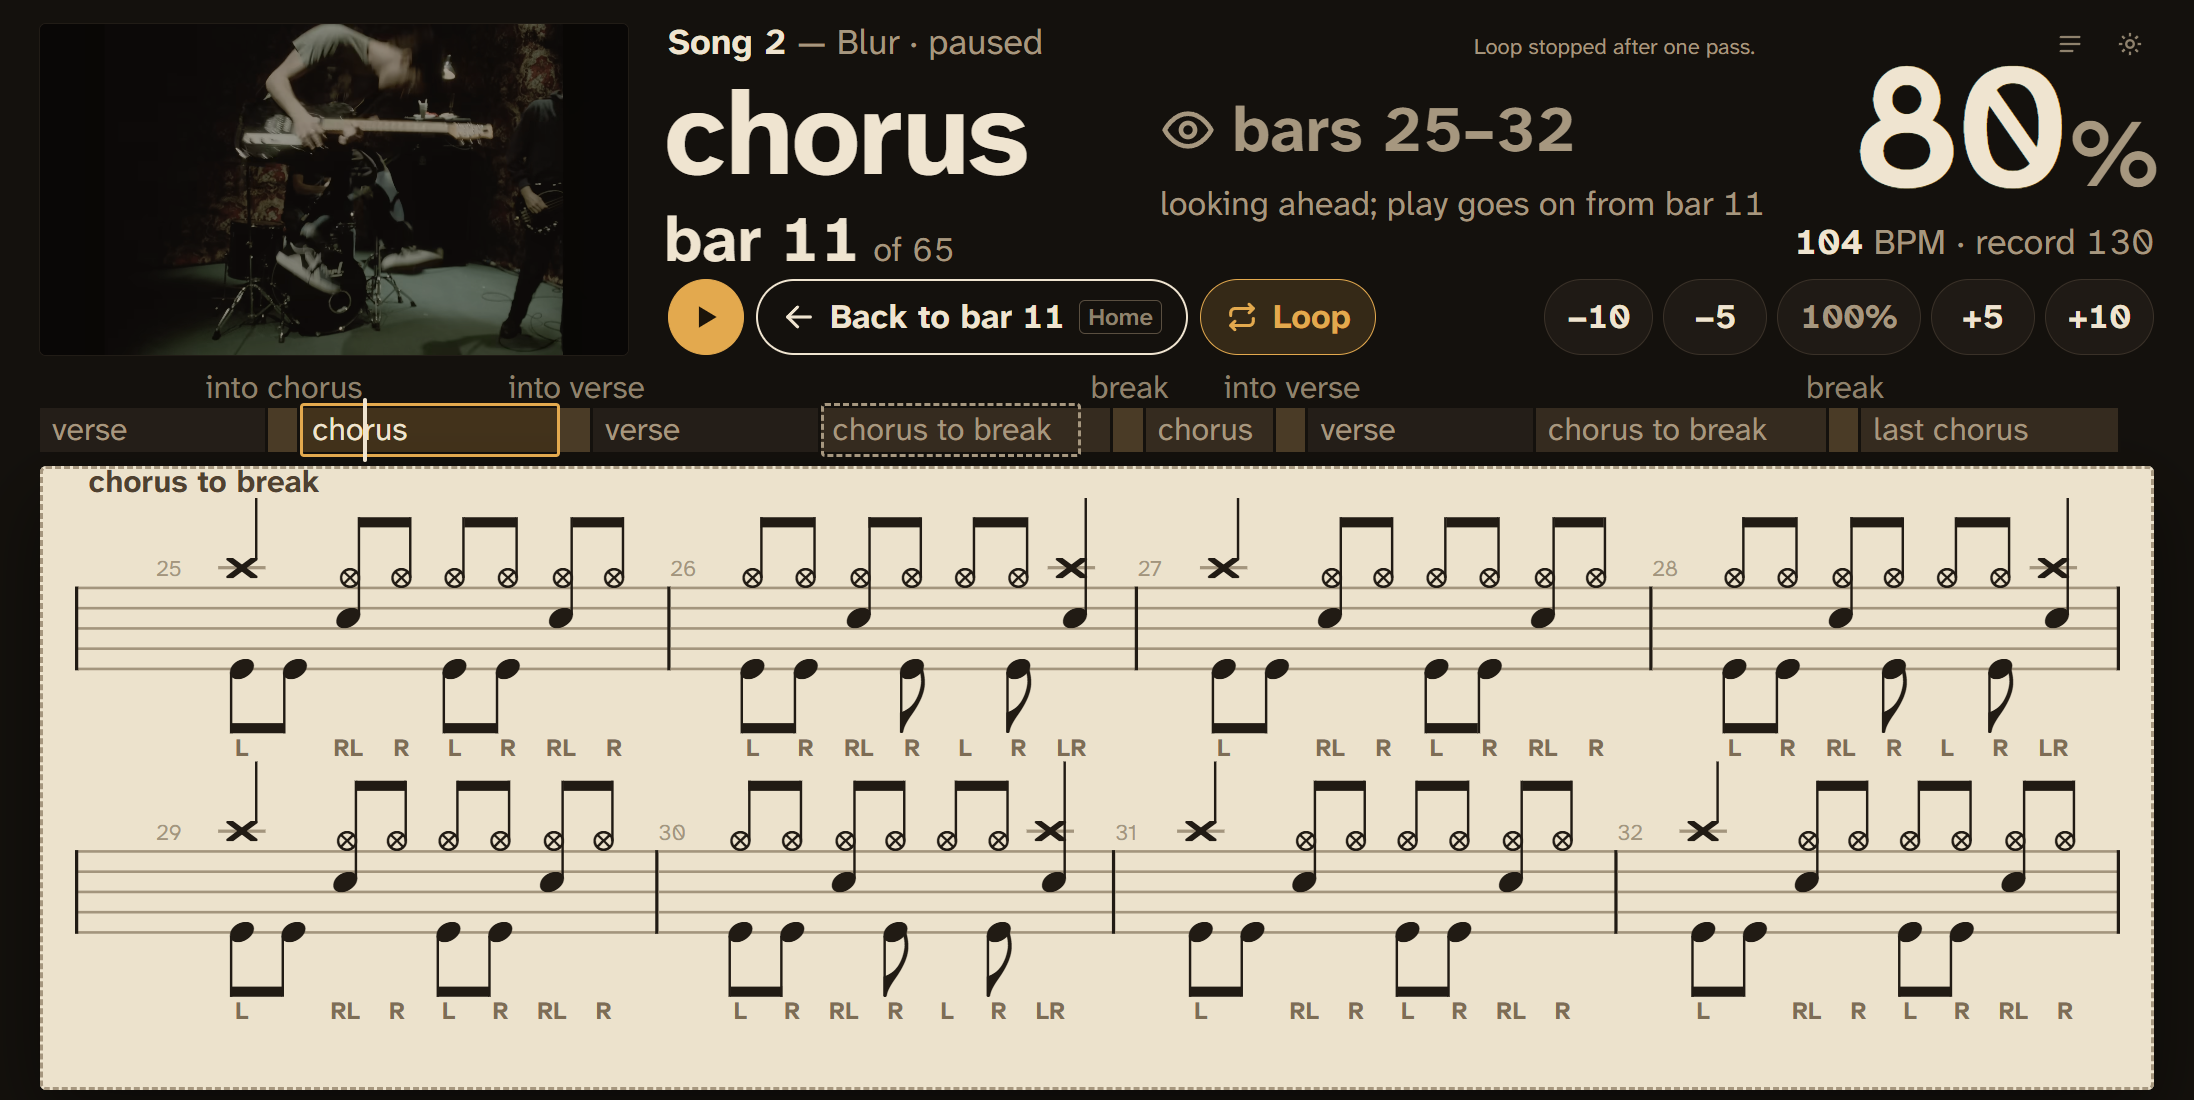 Song 2 — Blur · paused
Loop stopped after one pass.
chorus
bars 25–32
80%
looking ahead; play goes on from bar 11
bar 11 of 65
104 BPM · record 130
Back to bar 11 Home
Loop
−10 −5 100% +5 +10
into chorus into verse break into verse break
verse chorus verse chorus to break chorus verse chorus to break last chorus
chorus to break
25 26 27 28
L RL R L R RL R L R RL R L R LR L RL R L R RL R L R RL R L R LR
29 30 31 32
L RL R L R RL R L R RL R L R LR L RL R L R RL R L RL R L R RL R